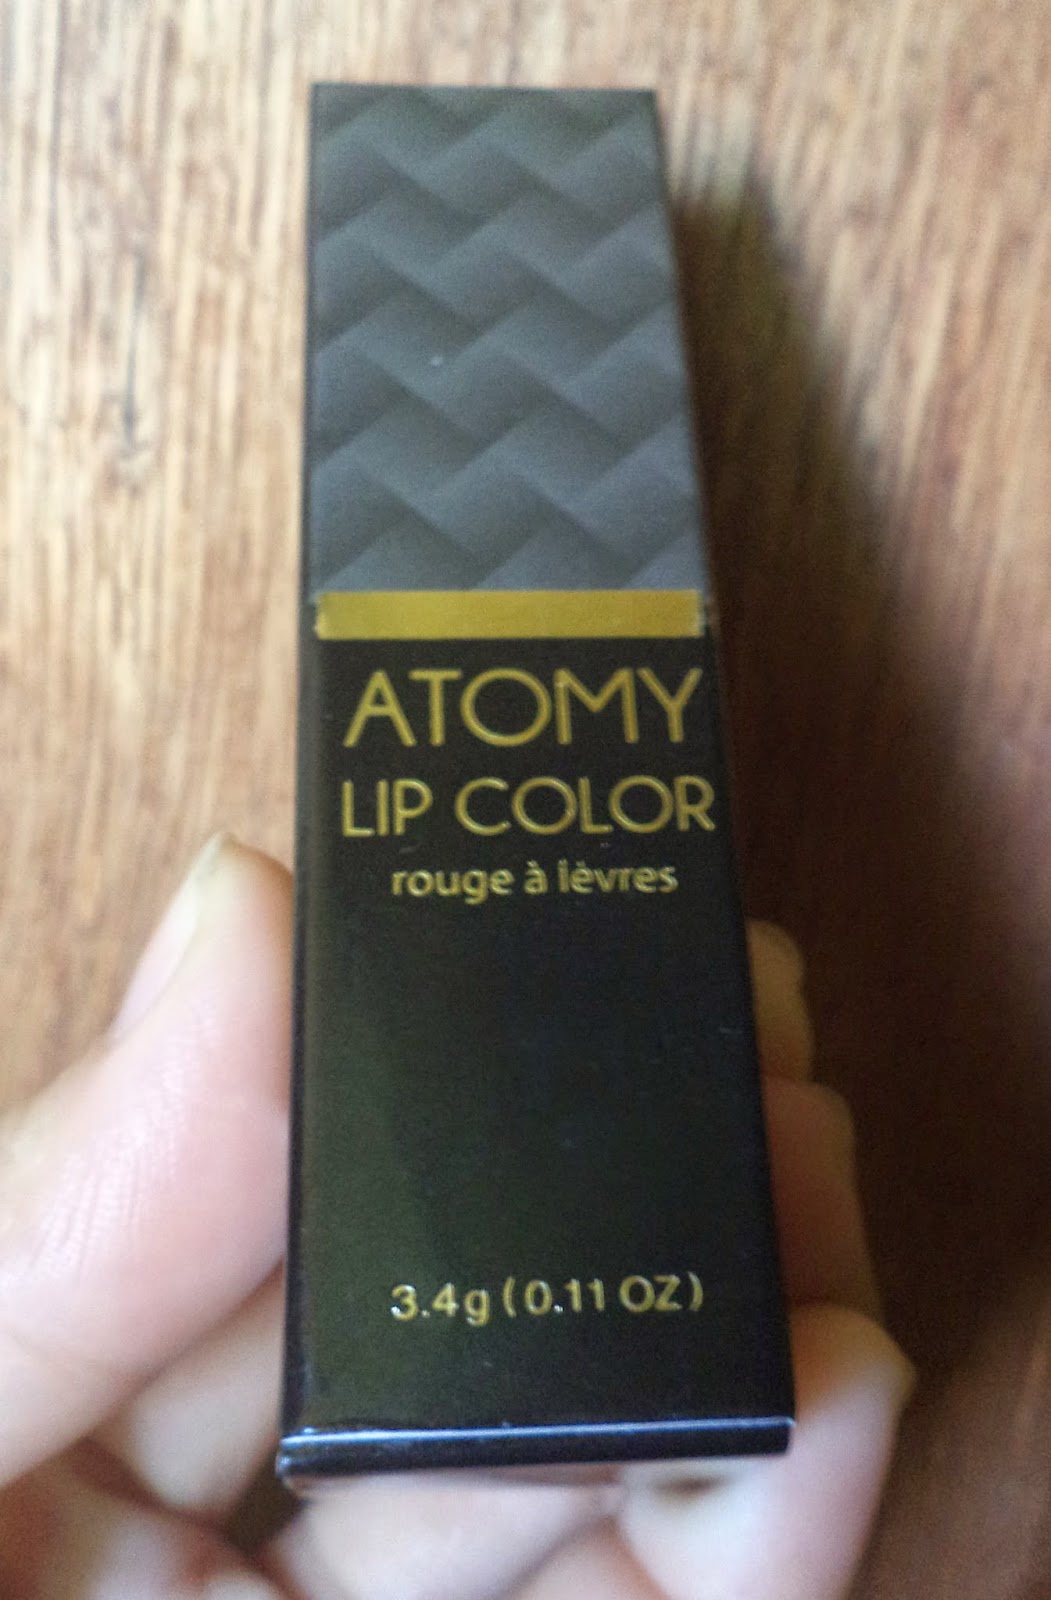 ATOMY
LIP COLOR
rouge à lèvres
3.4g (0.11 OZ)